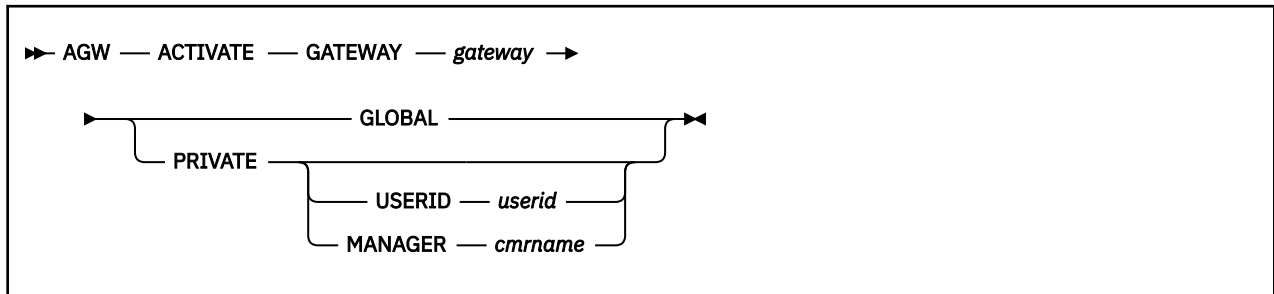 AGW ACTIVATE GATEWAY gateway
GLOBAL
PRIVATE
USERID userid
MANAGER cmrname